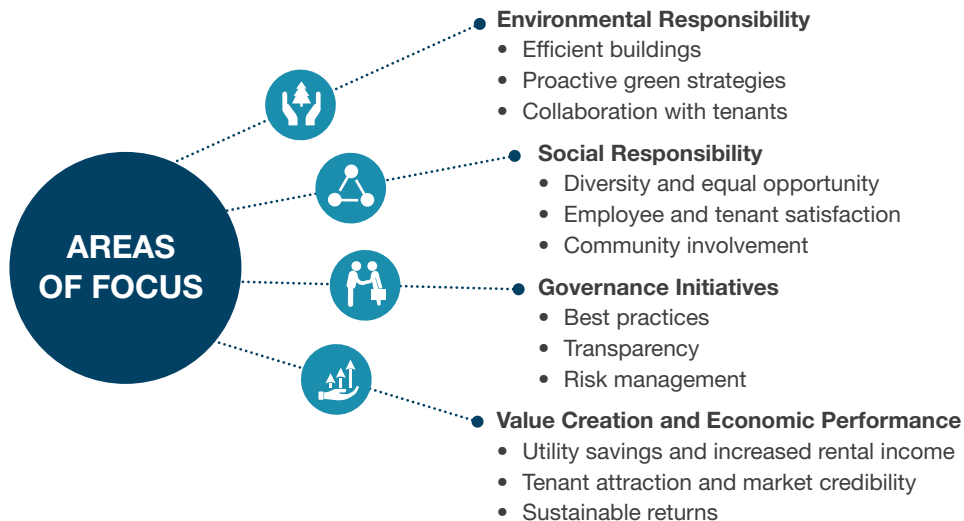 AREAS
OF FOCUS
Environmental Responsibility
• Efficient buildings
• Proactive green strategies
• Collaboration with tenants
Social Responsibility
• Diversity and equal opportunity
• Employee and tenant satisfaction
• Community involvement
Governance Initiatives
• Best practices
• Transparency
• Risk management
Value Creation and Economic Performance
• Utility savings and increased rental income
• Tenant attraction and market credibility
• Sustainable returns